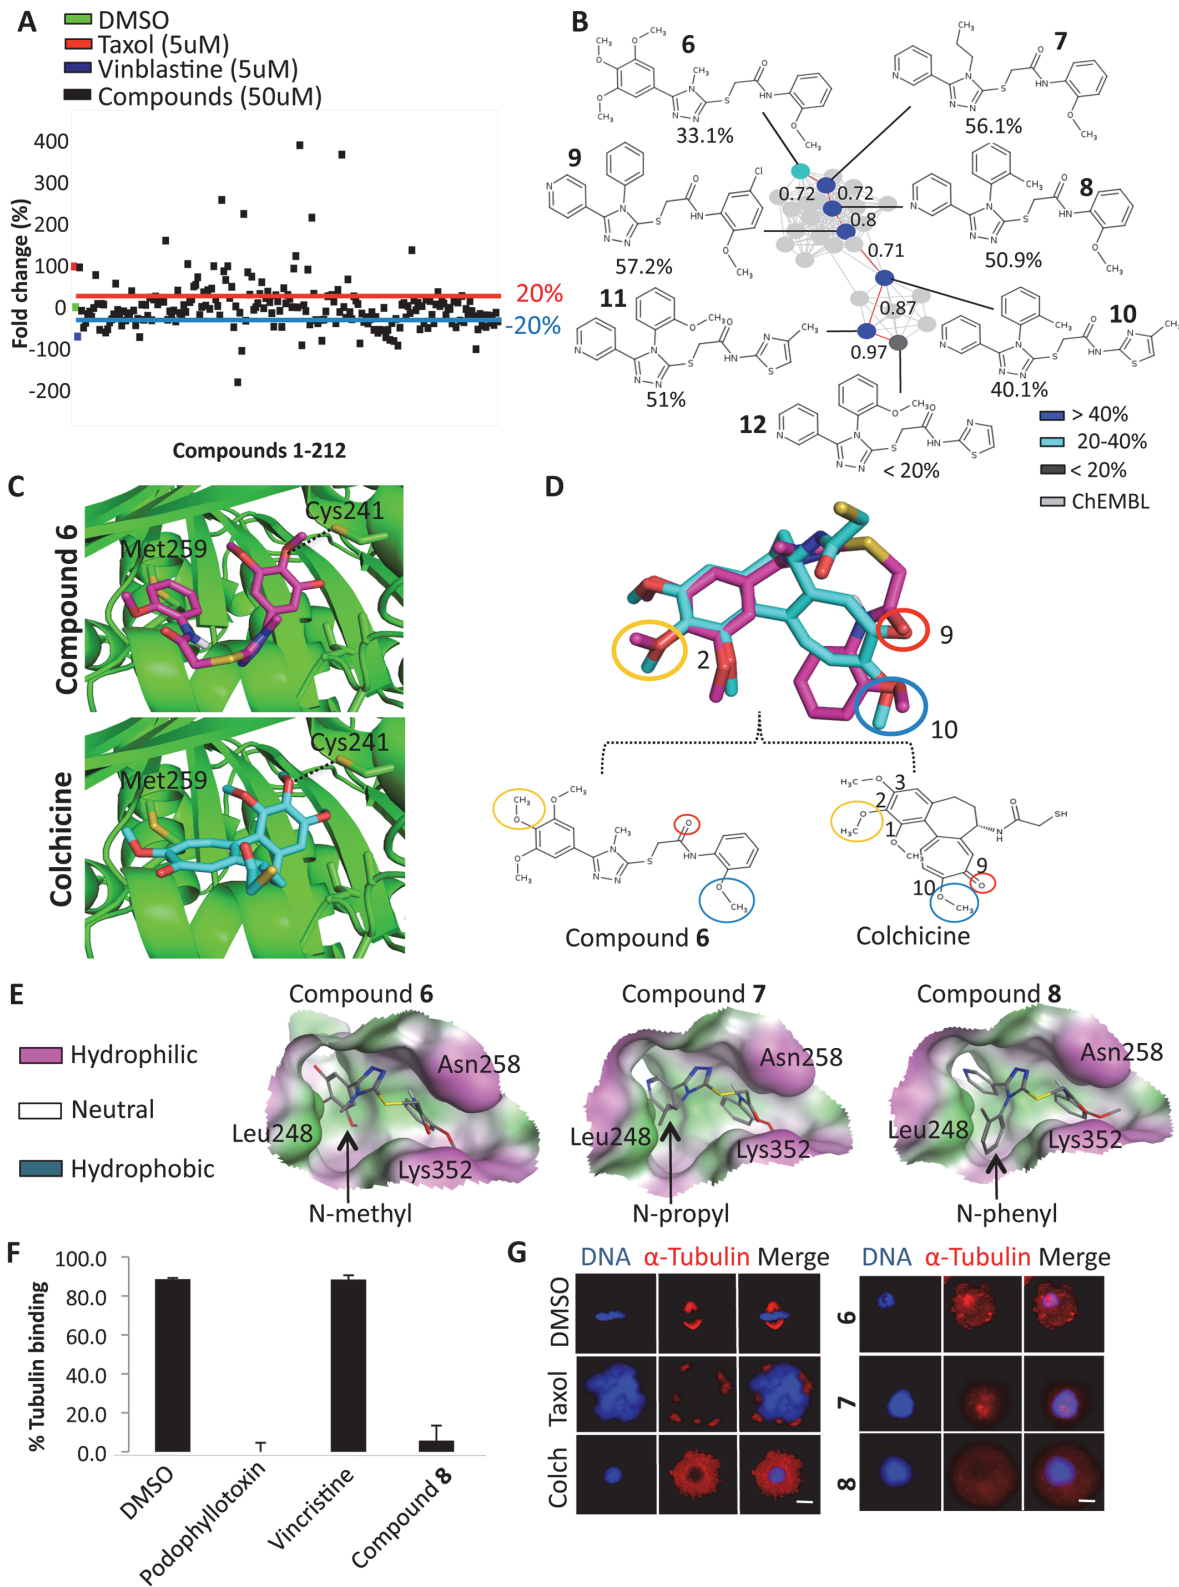 A
DMSO
Taxol (5uM)
Vinblastine (5uM)
Compounds (50uM)
Fold change (%)
400
300
200
100
0
-100
-200
20%
-20%
Compounds 1-212
B
6
33.1%
7
56.1%
9
57.2%
8
50.9%
0.72
0.72
0.8
0.71
0.87
0.97
11
51%
10
40.1%
12
< 20%
> 40%
20-40%
< 20%
ChEMBL
C
Compound 6
Met259
Cys241
Colchicine
Met259
Cys241
D
2
9
10
Compound 6
3
2
1
9
10
Colchicine
E
Hydrophilic
Neutral
Hydrophobic
Compound 6
Asn258
Leu248
Lys352
N-methyl
Compound 7
Asn258
Leu248
Lys352
N-propyl
Compound 8
Asn258
Leu248
Lys352
N-phenyl
F
% Tubulin binding
100.0
80.0
60.0
40.0
20.0
0.0
DMSO
Podophyllotoxin
Vincristine
Compound 8
G
DNA α-Tubulin Merge
DMSO
Taxol
Colch
DNA α-Tubulin Merge
6
7
8